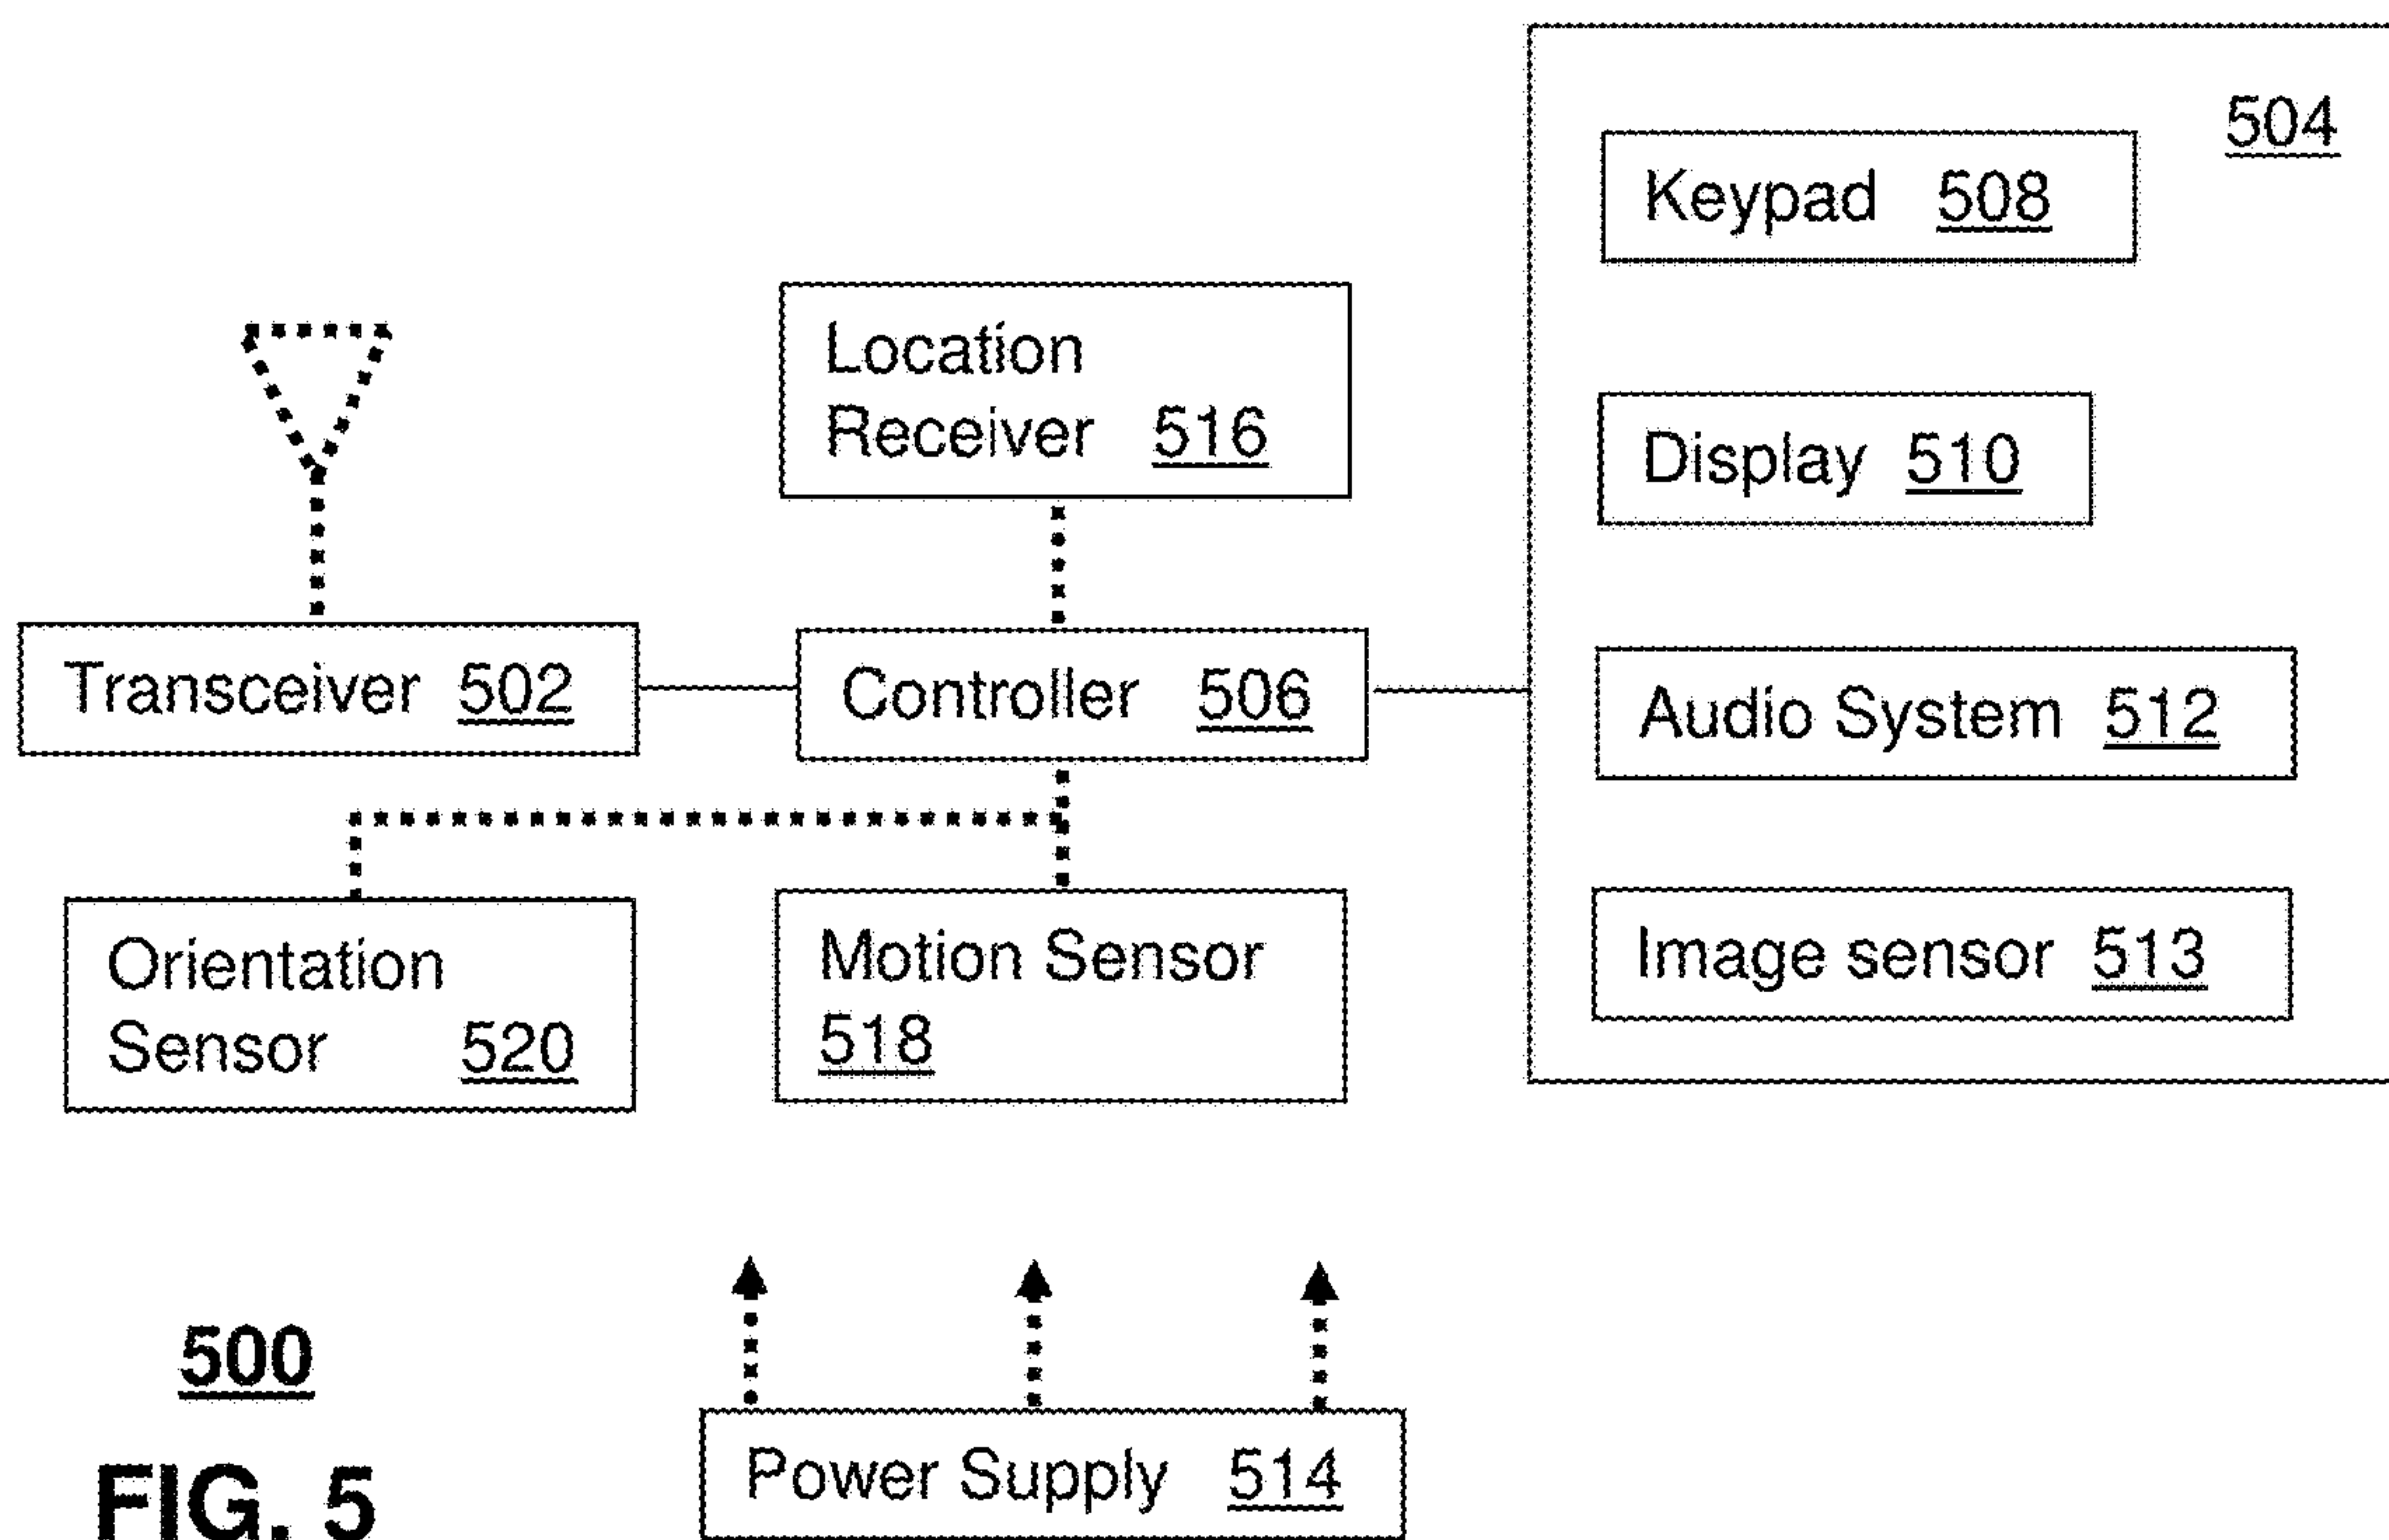 504
Keypad 508
Location
Receiver 516
Display 510
Transceiver 502
Controller 506
Audio System 512
Orientation
Sensor 520
Motion Sensor
518
Image sensor 513
500
FIG. 5
Power Supply 514